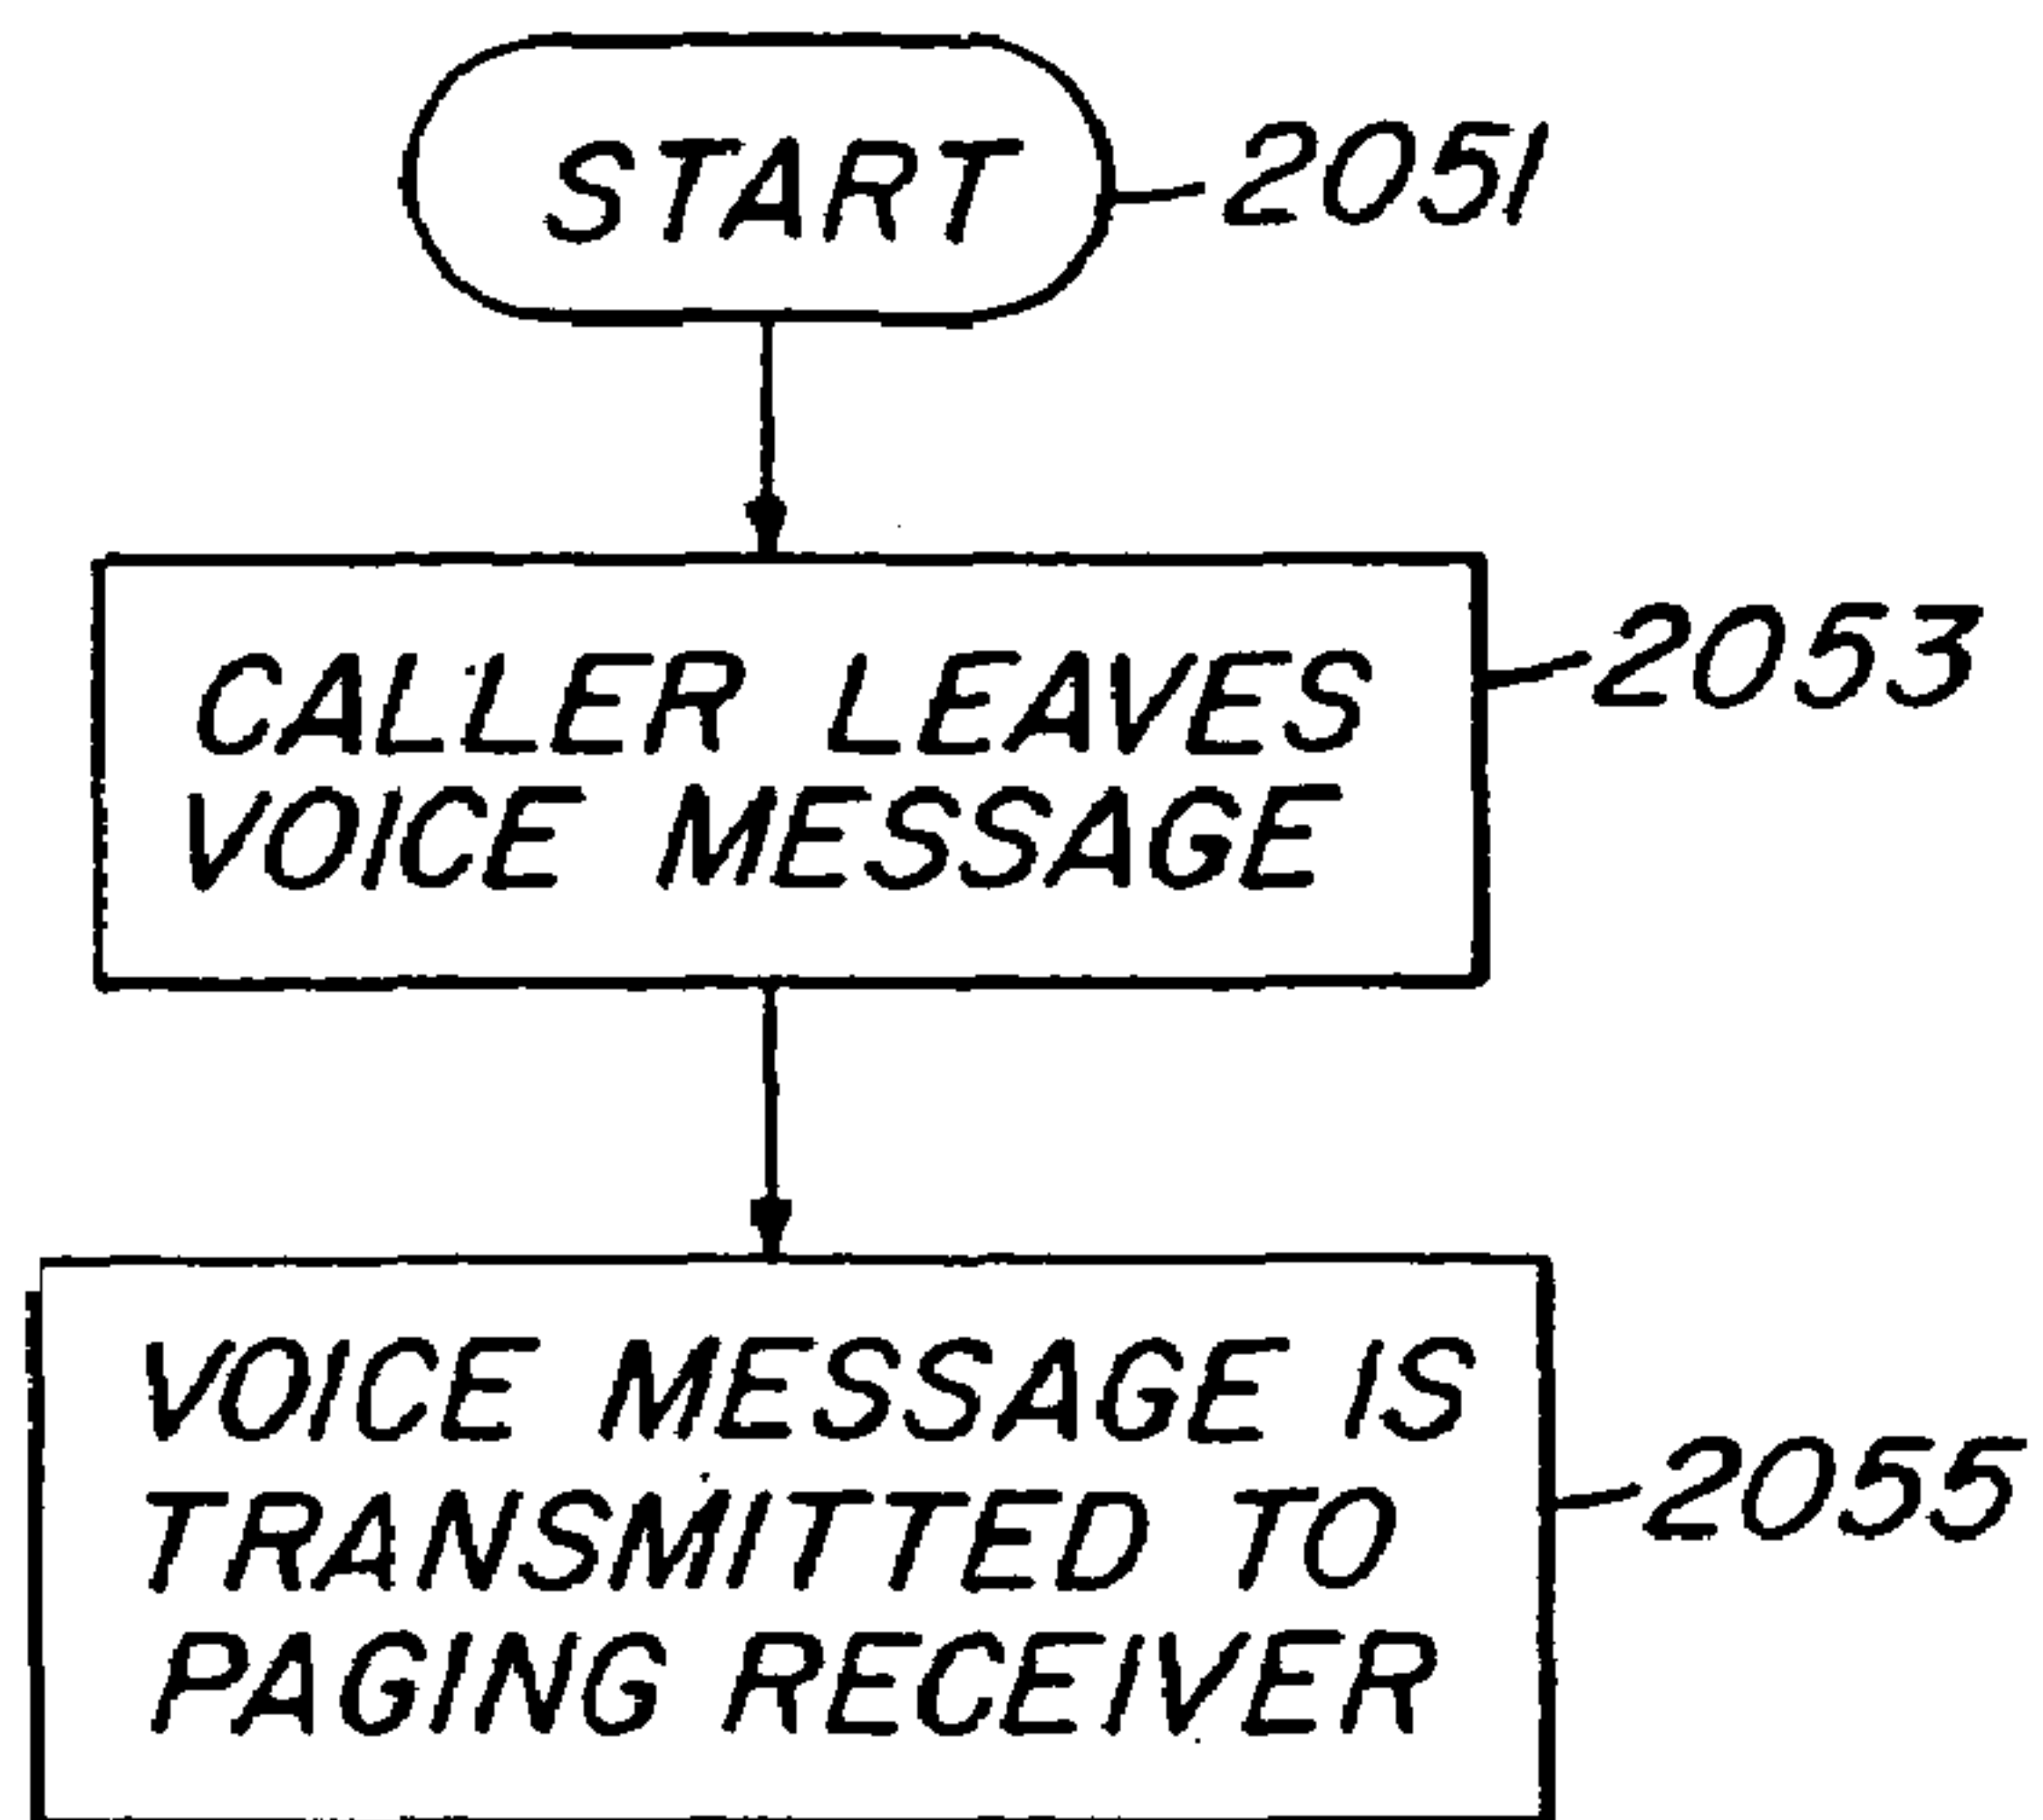 START
2051
CALLER LEAVES
VOICE MESSAGE
2053
VOICE MESSAGE IS
TRANSMITTED TO
PAGING RECEIVER
2055